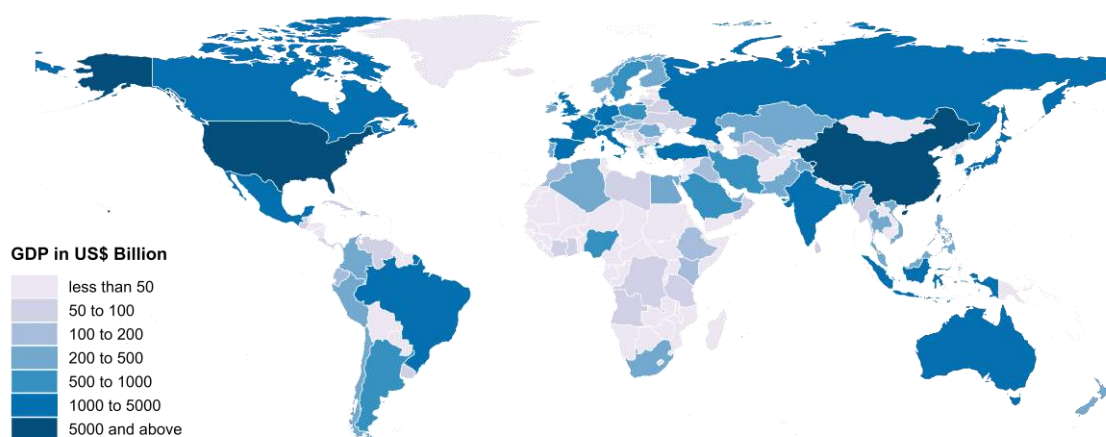 GDP in US$ Billion
less than 50
50 to 100
100 to 200
200 to 500
500 to 1000
1000 to 5000
5000 and above